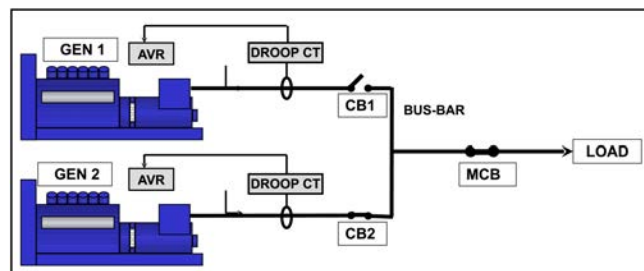 GEN 1
AVR
DROOP CT
CB1
BUS-BAR
LOAD
MCB
GEN 2
AVR
DROOP CT
CB2